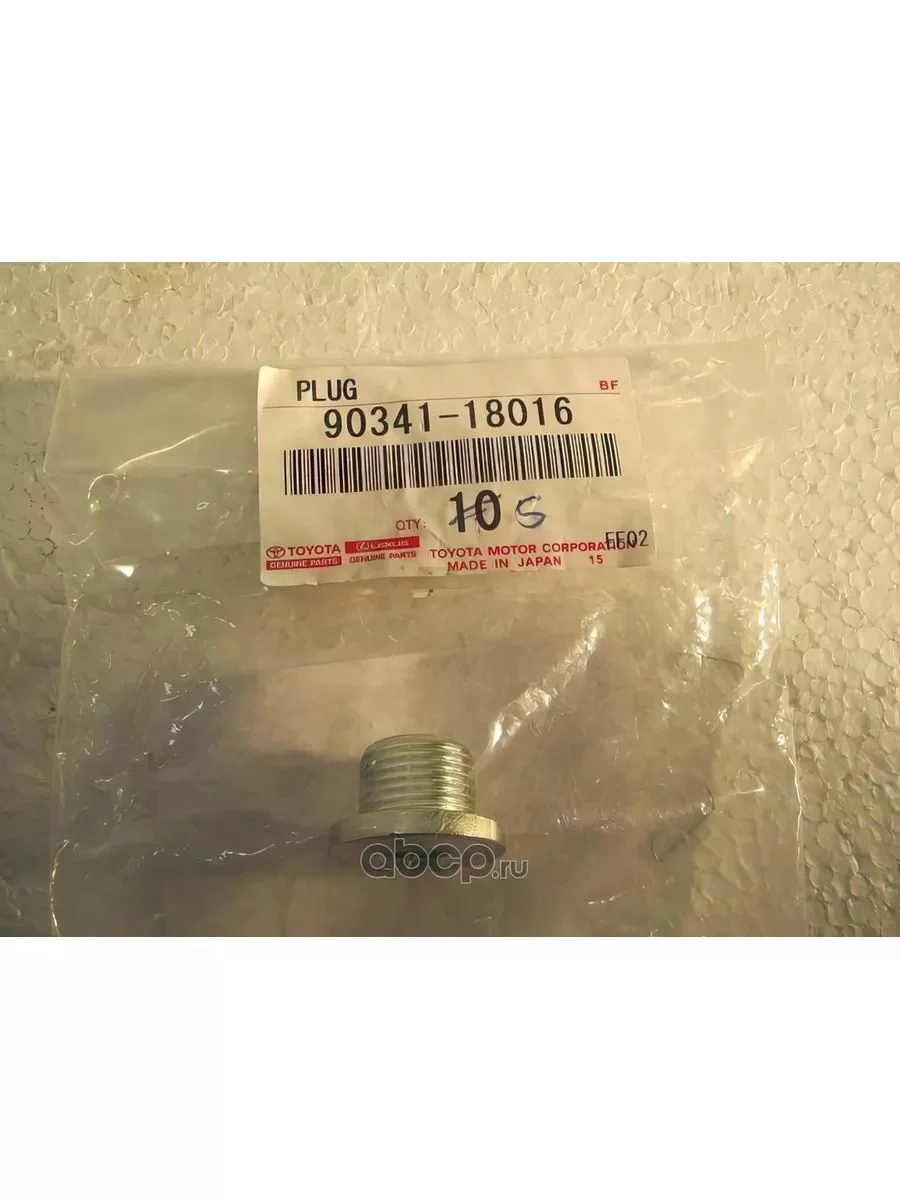 PLUG BF
90341-18016
QTY: 10 5
EF02
TOYOTA LEXUS TOYOTA MOTOR CORPORATION
GENUINE PARTS GENUINE PARTS MADE IN JAPAN 15
abcp.ru